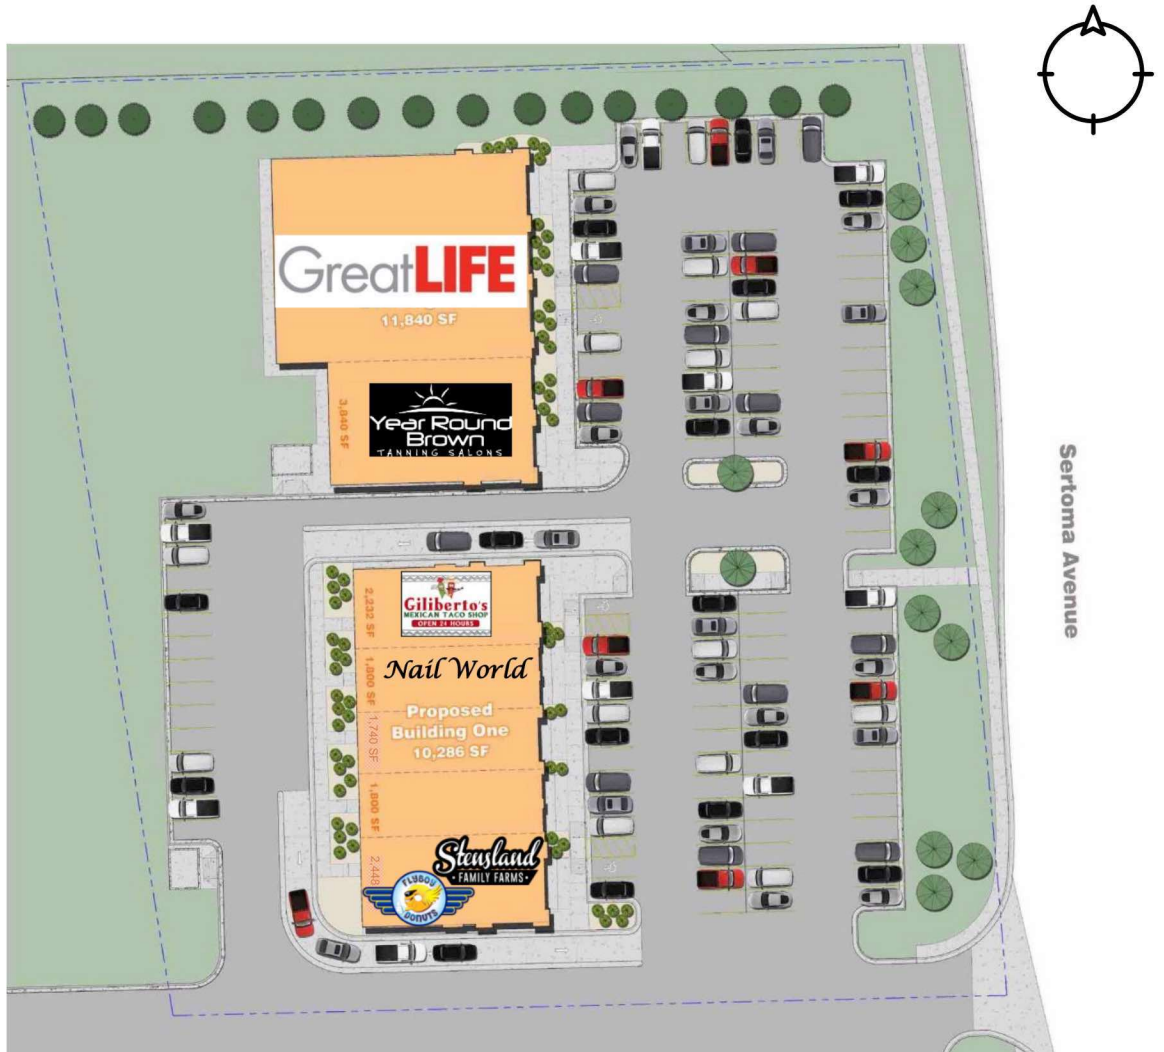 GreatLIFE
11,840 SF
3,840 SF
Year Round
Brown
TANNING SALONS
Sertoma Avenue
2,232 SF
Giliberto's
MEXICAN TACO SHOP
OPEN 24 HOURS
1,800 SF
Nail World
Proposed
Building One
10,286 SF
1,740 SF
1,800 SF
2,448
Stensland
FAMILY FARMS
FLYBOY
DONUTS